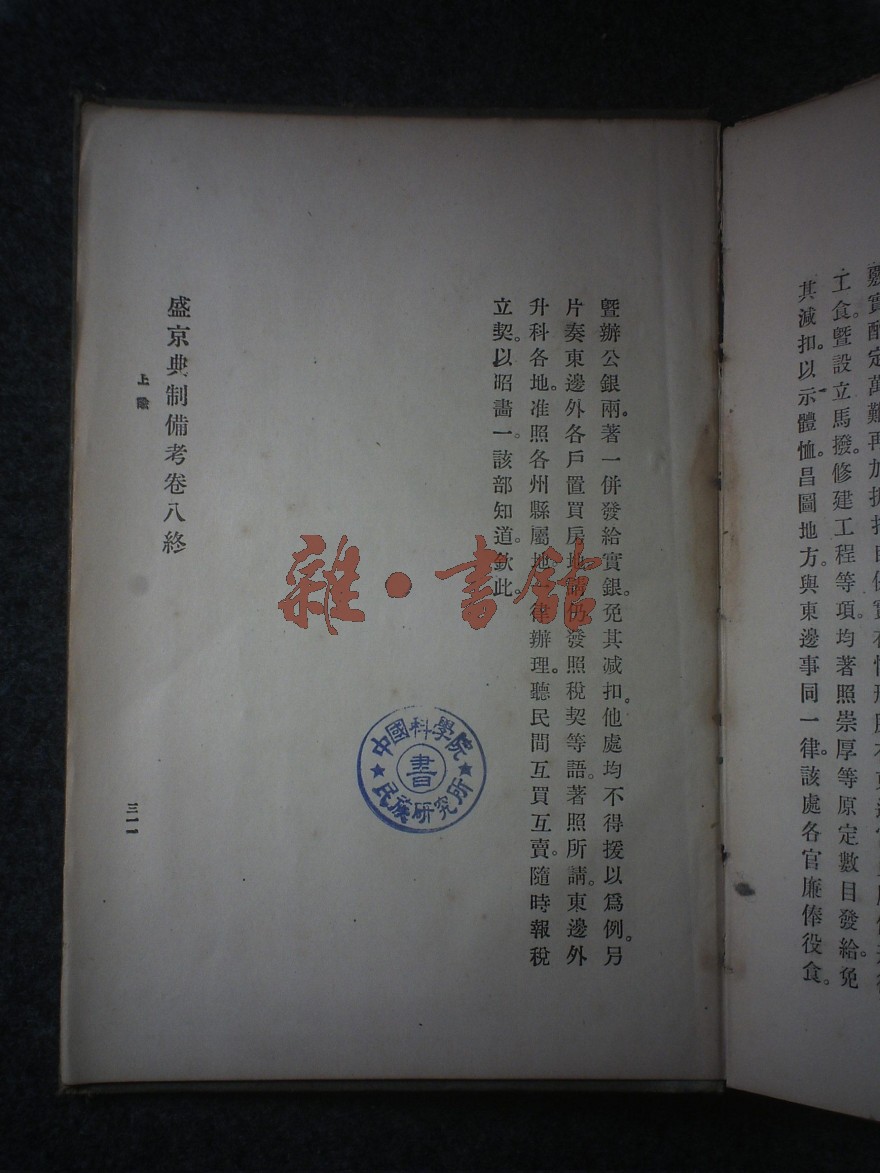 工食。暨設立馬撥。修建工程等項。均著照崇厚等原定數目發給。免
其減扣。以示體恤。昌圖地方。與東邊事同一律。該處各官廉俸役食。
暨辦公銀兩。著一併發給實銀。免其減扣。他處均不得援以爲例。另
片奏東邊外各戶置買房地。請仍發照稅契等語。著照所請。東邊外
升科各地。准照各州縣屬地。一律辦理。聽民間互買互賣。隨時報稅
立契。以昭畫一。該部知道。欽此。
盛京典制備考卷八終
上
三一一
雜·書館
中國科學院
書
民族研究所